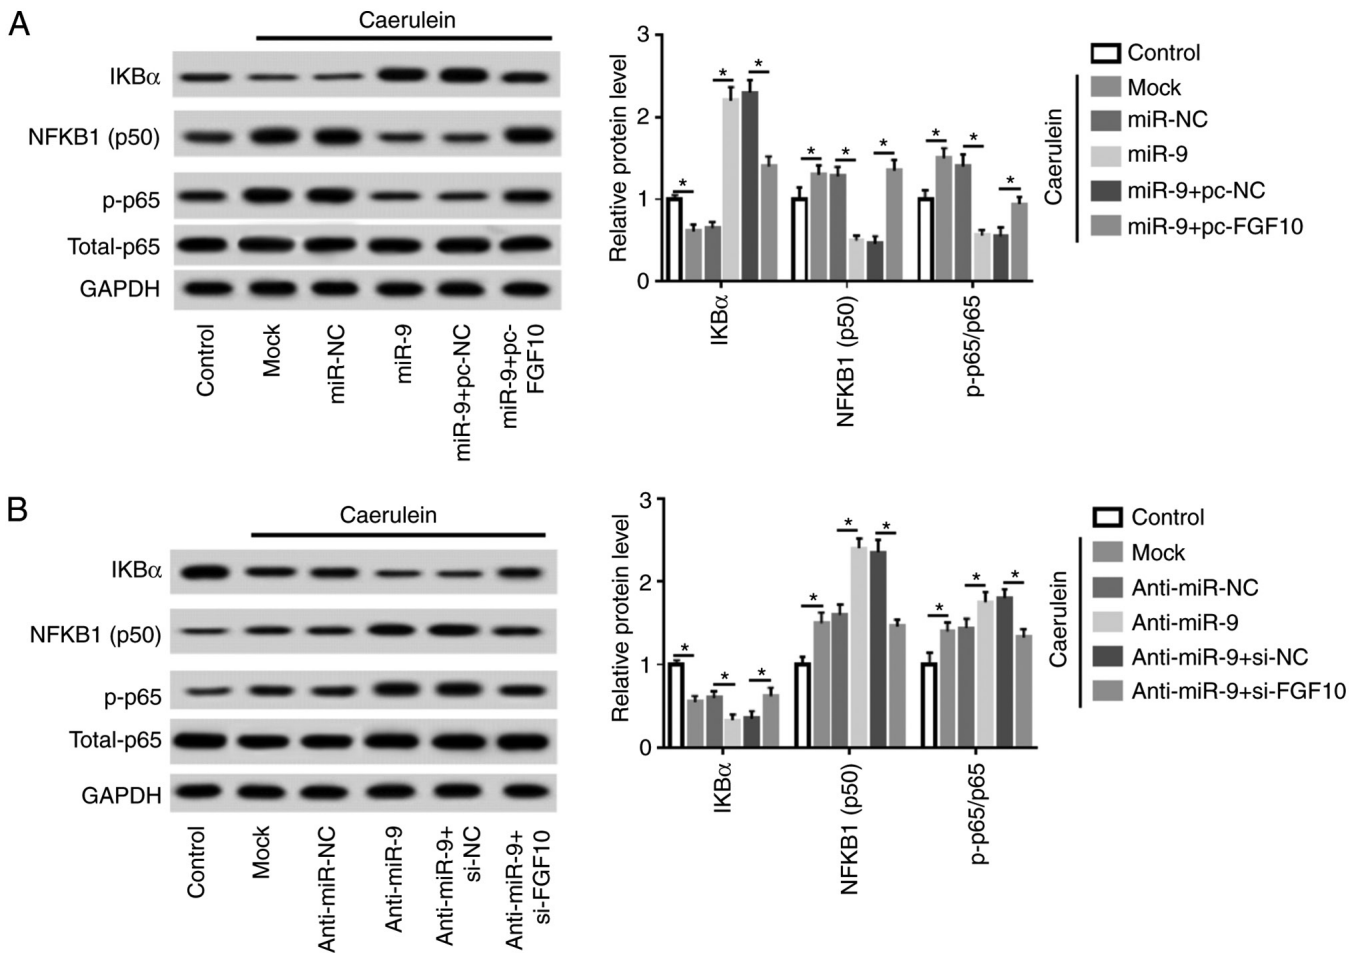 A
Caerulein
IKBα
NFKB1 (p50)
p-p65
Total-p65
GAPDH
Control
Mock
miR-NC
miR-9
miR-9+pc-NC
miR-9+pc-
FGF10
Relative protein level
3
2
1
0
* * *
* * *
* * *
IKBα
NFKB1 (p50)
p-p65/p65
Control
Caerulein
Mock
miR-NC
miR-9
miR-9+pc-NC
miR-9+pc-FGF10
B
Caerulein
IKBα
NFKB1 (p50)
p-p65
Total-p65
GAPDH
Control
Mock
Anti-miR-NC
Anti-miR-9
Anti-miR-9+
si-NC
Anti-miR-9+
si-FGF10
Relative protein level
3
2
1
0
* * *
* * *
* * *
IKBα
NFKB1 (p50)
p-p65/p65
Control
Caerulein
Mock
Anti-miR-NC
Anti-miR-9
Anti-miR-9+si-NC
Anti-miR-9+si-FGF10